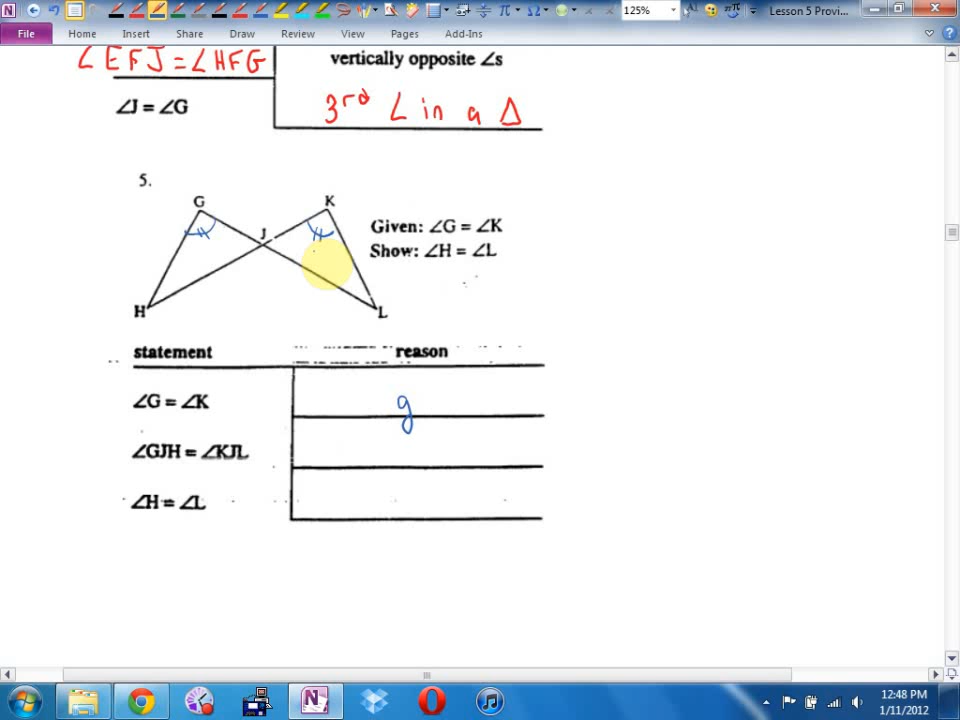 125%
Lesson 5 Provi...
File Home Insert Share Draw Review View Pages Add-Ins
∠EFJ = ∠HFG
vertically opposite ∠s
∠J = ∠G
3rd ∠ in a Δ
5.
G
K
J
Given: ∠G = ∠K
Show: ∠H = ∠L
H
L
statement
reason
∠G = ∠K
g
∠GJH = ∠KJL
∠H = ∠L
12:48 PM
1/11/2012